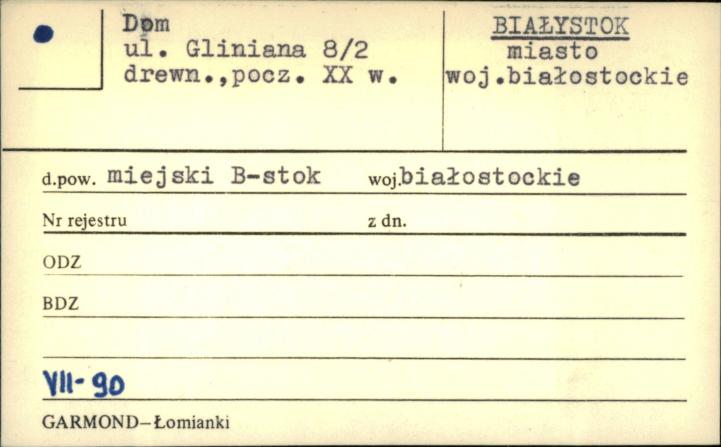 Dom
ul. Gliniana 8/2
drewn.,pocz. XX w.
BIAŁYSTOK
miasto
woj.białostockie
d.pow. miejski B-stok woj.białostockie
Nr rejestru z dn.
ODZ
BDZ
VII-90
GARMOND–Łomianki